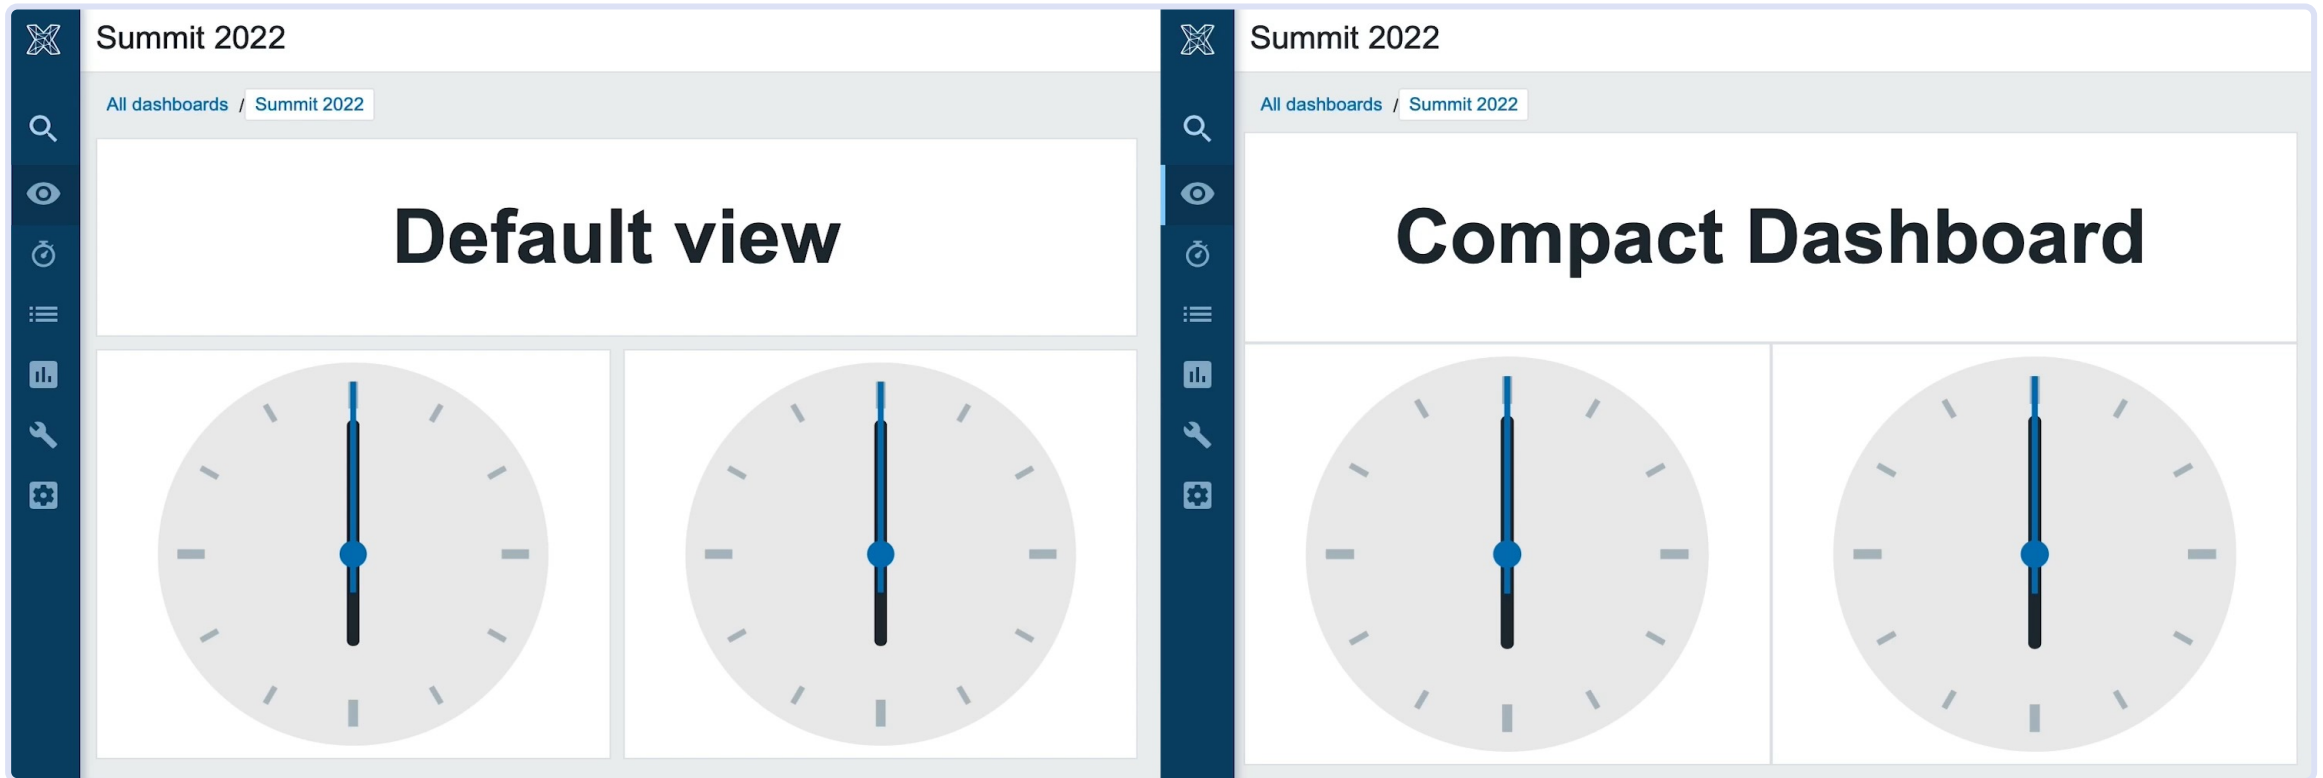 Summit 2022
All dashboards / Summit 2022
Default view
Summit 2022
All dashboards / Summit 2022
Compact Dashboard